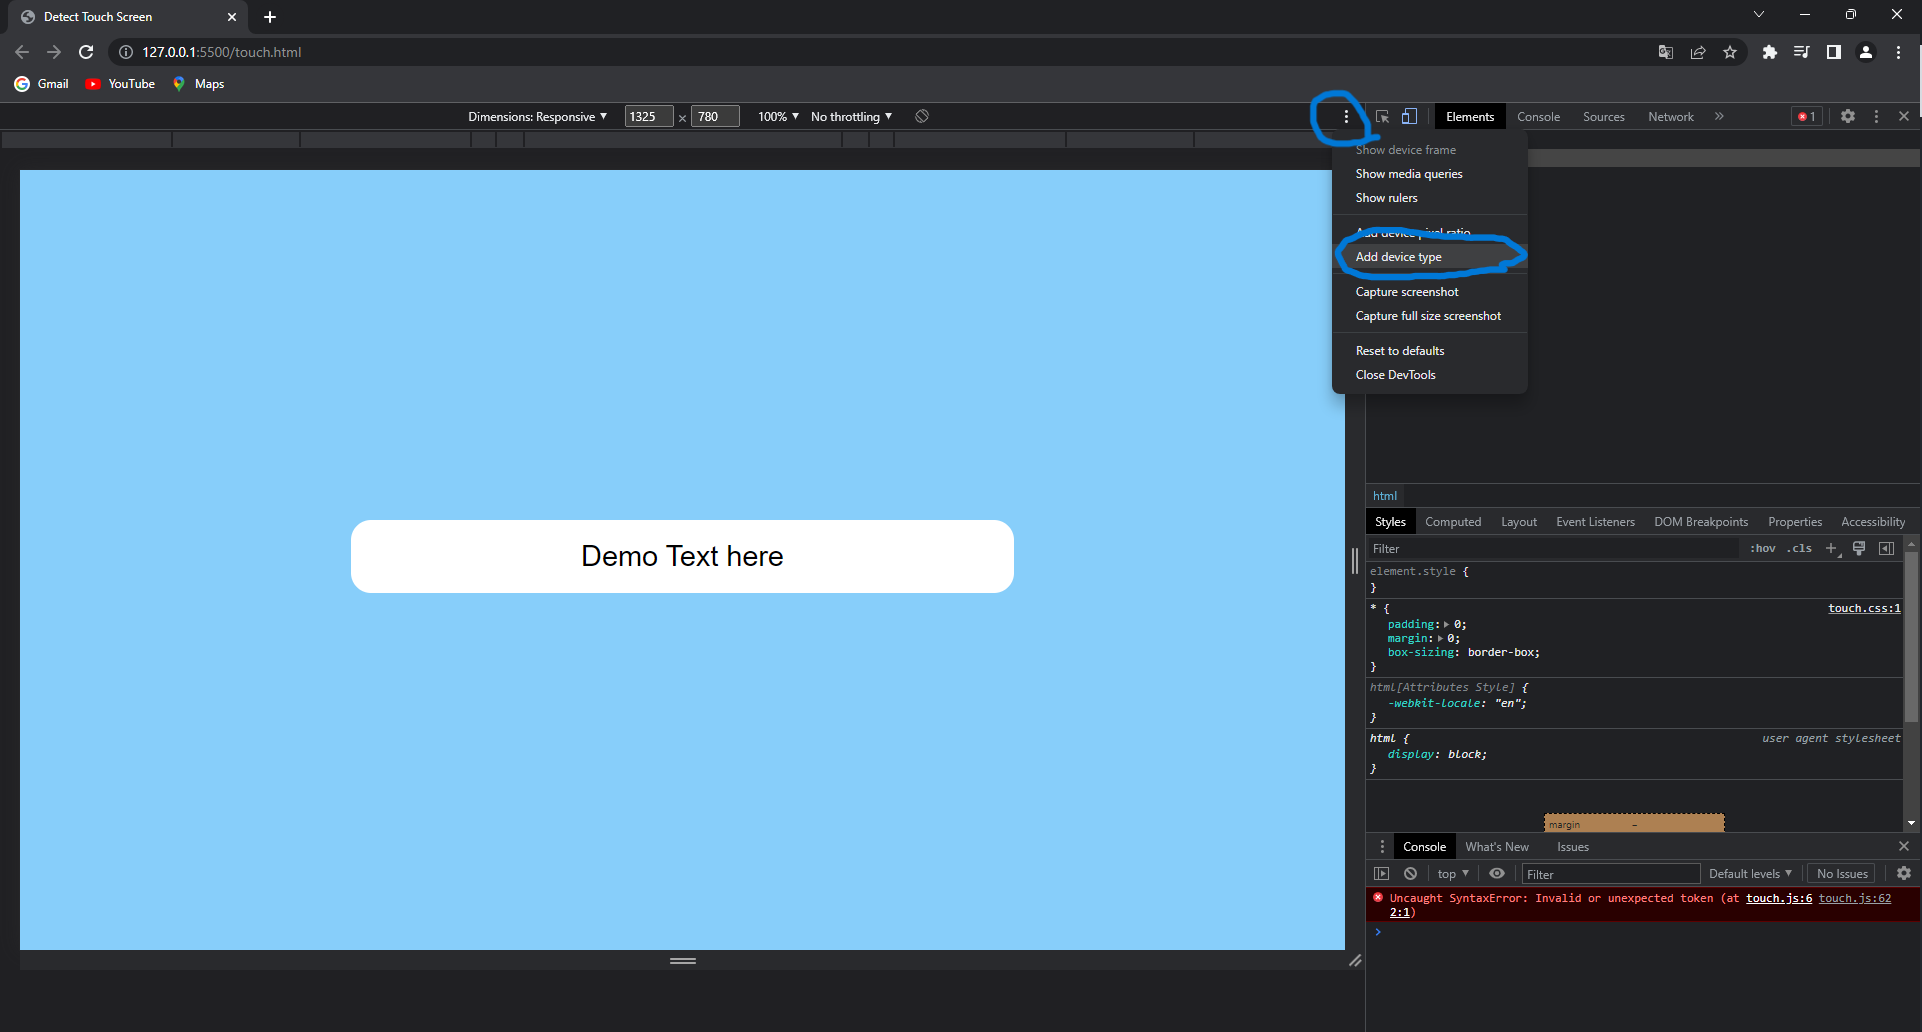 Detect Touch Screen
127.0.0.1:5500/touch.html
Gmail YouTube Maps
Dimensions: Responsive ▼ 1325 × 780 100% ▼ No throttling ▼
Elements Console Sources Network » 1
Show device frame
Show media queries
Show rulers
Add device pixel ratio
Add device type
Capture screenshot
Capture full size screenshot
Reset to defaults
Close DevTools
Demo Text here
html
Styles Computed Layout Event Listeners DOM Breakpoints Properties Accessibility
Filter :hov .cls +
element.style {
}
* { touch.css:1
padding: 0;
margin: 0;
box-sizing: border-box;
}
html[Attributes Style] {
-webkit-locale: "en";
}
html { user agent stylesheet
display: block;
}
margin –
Console What's New Issues
top ▼ Filter Default levels ▼ No Issues
Uncaught SyntaxError: Invalid or unexpected token (at touch.js:6 touch.js:62
2:1)